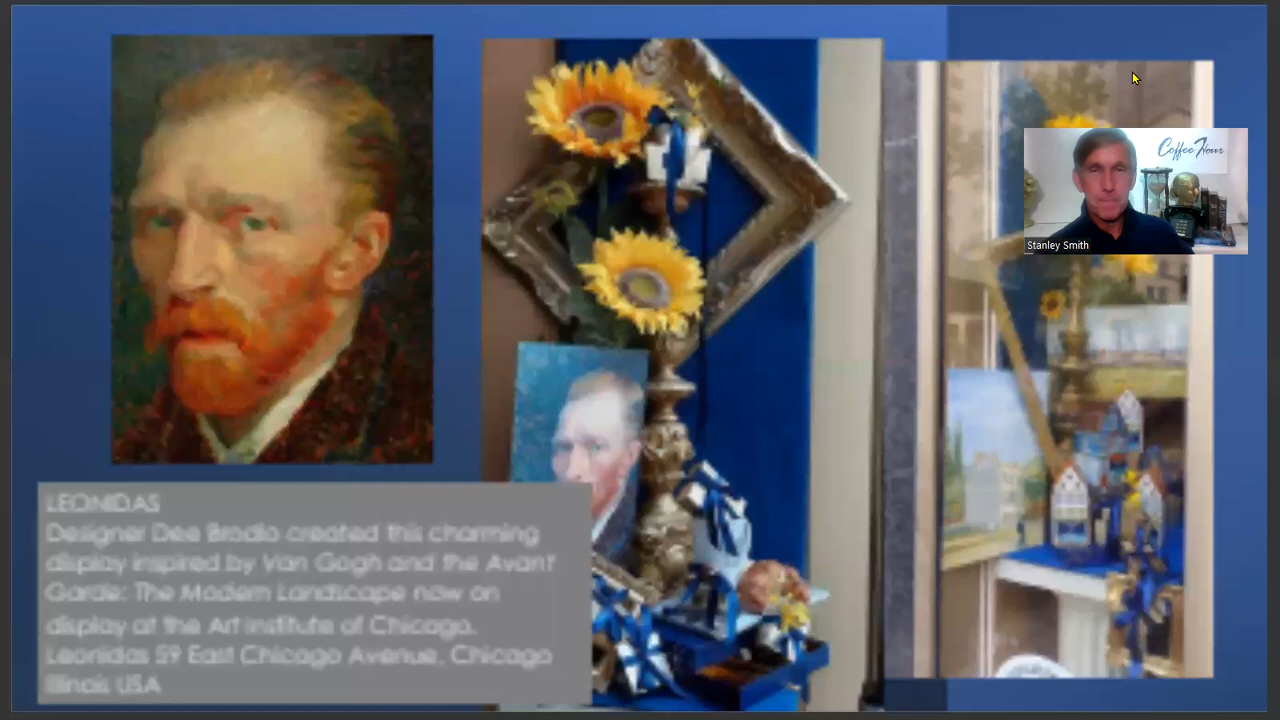 Coffee Hour
Stanley Smith
LEONIDAS
Designer Dee Brodio created this charming
display inspired by Van Gogh and the Avant
Garde: The Modern Landscape now on
display at the Art Institute of Chicago.
Leonidas 59 East Chicago Avenue, Chicago
Illinois USA